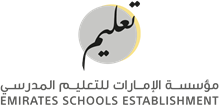 تعليم
مؤسسة الإمارات للتعليم المدرسي
EMIRATES SCHOOLS ESTABLISHMENT